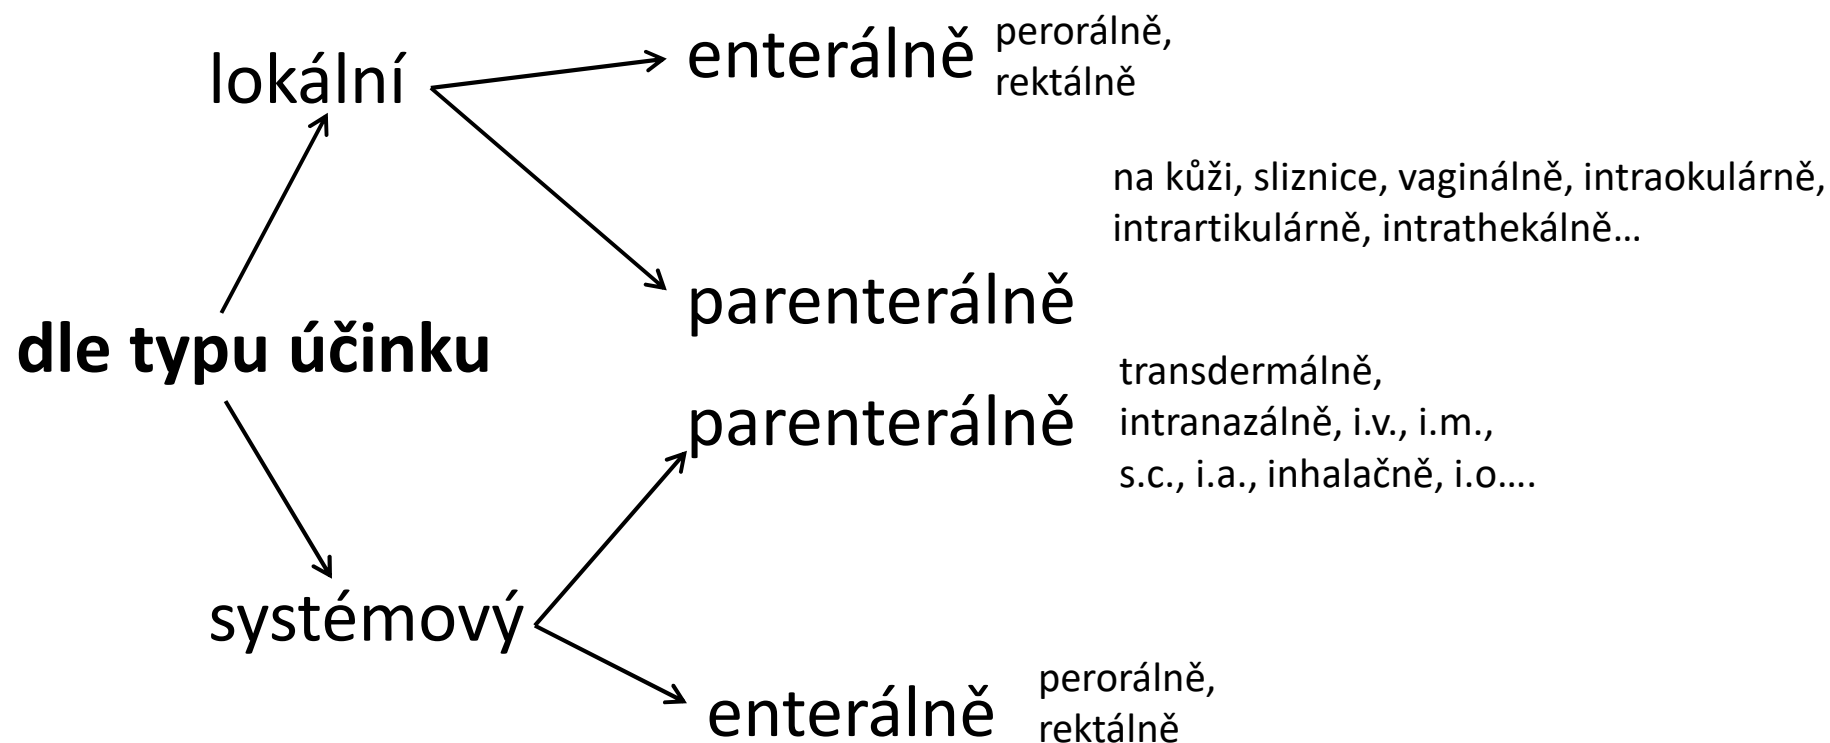 lokální
enterálně
perorálně,
rektálně
na kůži, sliznice, vaginálně, intraokulárně,
intrartikulárně, intrathekálně…
parenterálně
dle typu účinku
parenterálně
transdermálně,
intranazálně, i.v., i.m.,
s.c., i.a., inhalačně, i.o….
systémový
enterálně
perorálně,
rektálně